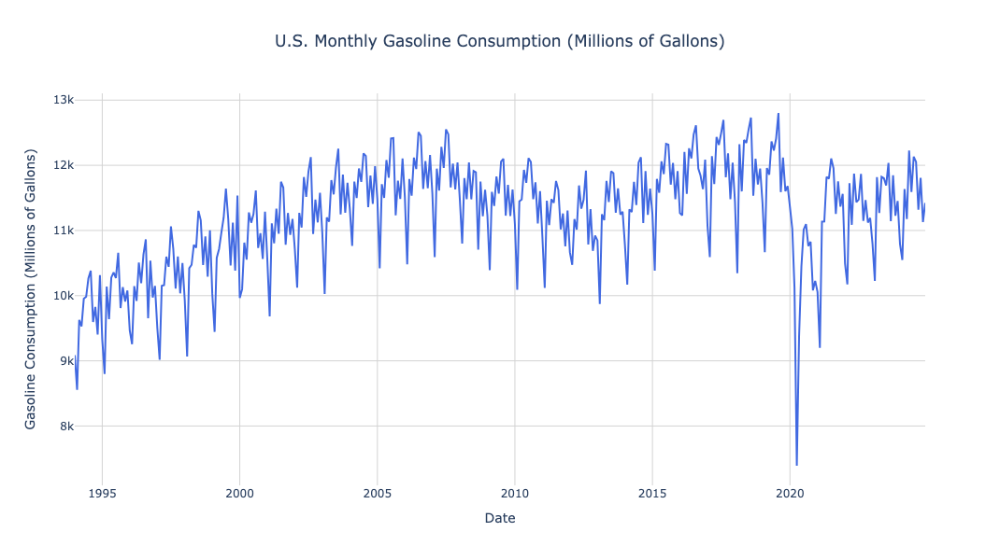 U.S. Monthly Gasoline Consumption (Millions of Gallons)
Gasoline Consumption (Millions of Gallons)
13k
12k
11k
10k
9k
8k
1995
2000
2005
2010
2015
2020
Date